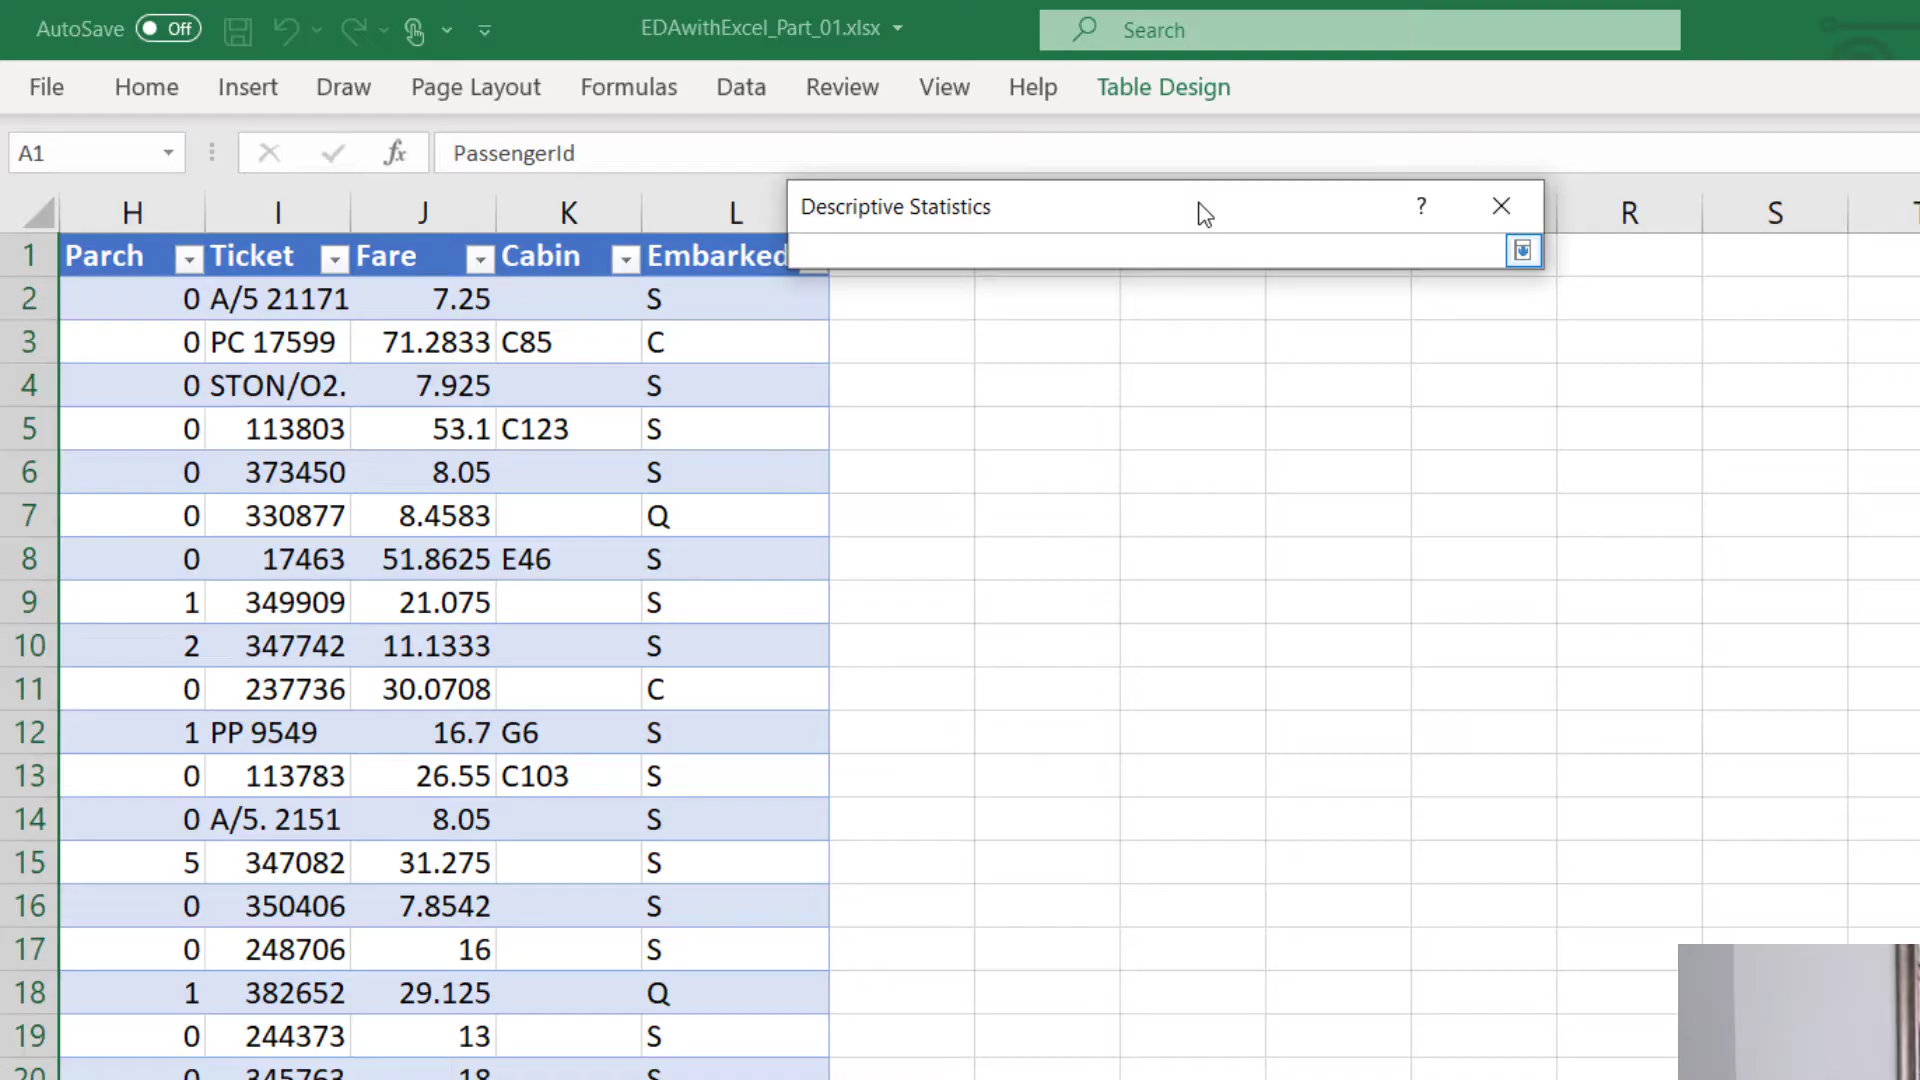 AutoSave Off EDAwithExcel_Part_01.xlsx Search
File Home Insert Draw Page Layout Formulas Data Review View Help Table Design
A1 fx PassengerId
Descriptive Statistics ?
H I J K L R S
1 Parch Ticket Fare Cabin Embarked
2 0 A/5 21171 7.25 S
3 0 PC 17599 71.2833 C85 C
4 0 STON/O2. 7.925 S
5 0 113803 53.1 C123 S
6 0 373450 8.05 S
7 0 330877 8.4583 Q
8 0 17463 51.8625 E46 S
9 1 349909 21.075 S
10 2 347742 11.1333 S
11 0 237736 30.0708 C
12 1 PP 9549 16.7 G6 S
13 0 113783 26.55 C103 S
14 0 A/5. 2151 8.05 S
15 5 347082 31.275 S
16 0 350406 7.8542 S
17 0 248706 16 S
18 1 382652 29.125 Q
19 0 244373 13 S
20 0 345763 18 S